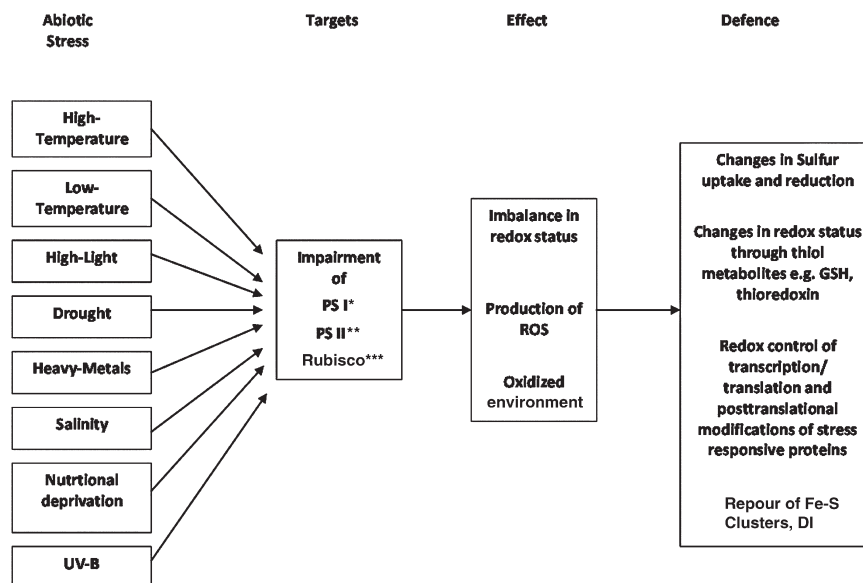 Abiotic
Stress
Targets
Effect
Defence
High-
Temperature
Low-
Temperature
High-Light
Drought
Heavy-Metals
Salinity
Nutrtional
deprivation
UV-B
Impairment
of
PS I*
PS II**
Rubisco***
Imbalance in
redox status
Production of
ROS
Oxidized
environment
Changes in Sulfur
uptake and reduction
Changes in redox status
through thiol
metabolites e.g. GSH,
thioredoxin
Redox control of
transcription/
translation and
posttranslational
modifications of stress
responsive proteins
Repour of Fe-S
Clusters, DI